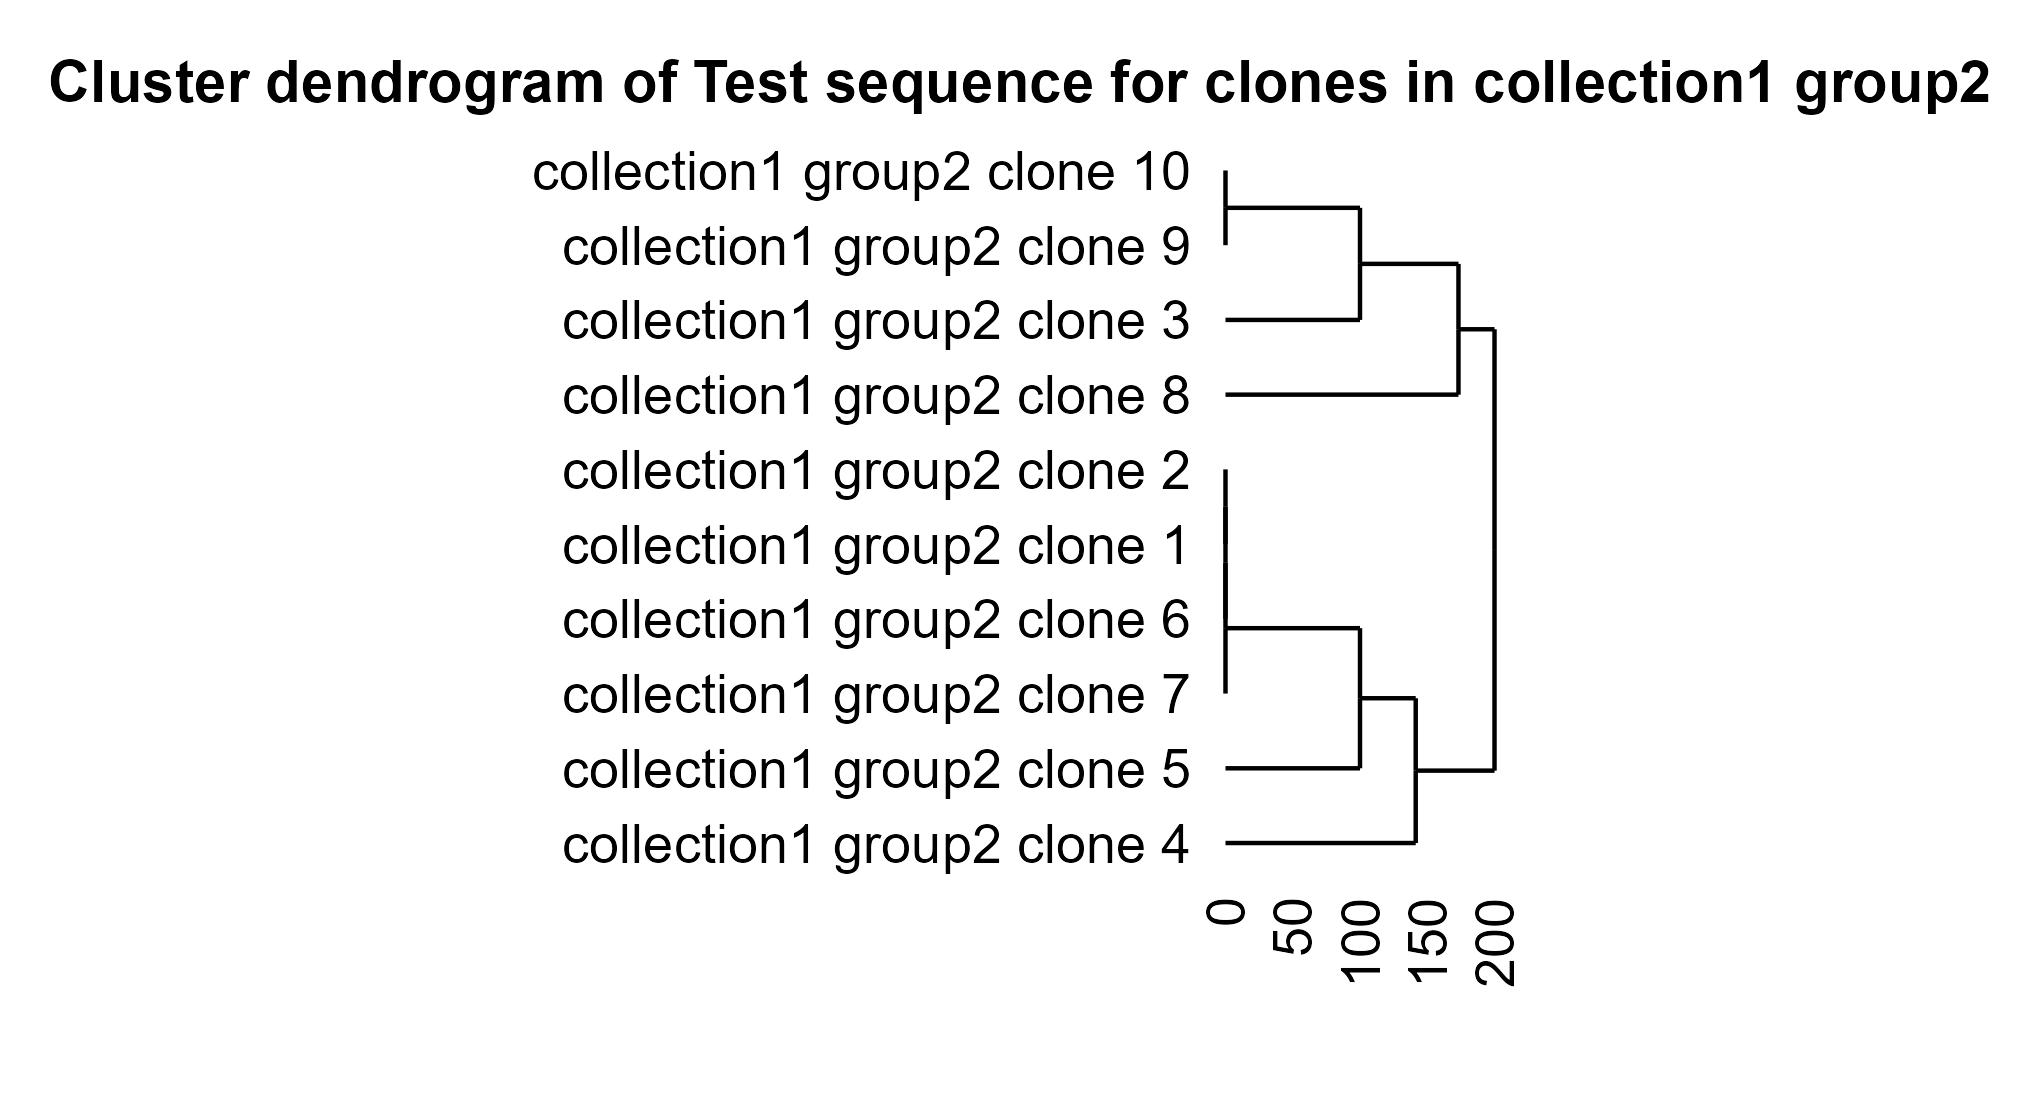 Cluster dendrogram of Test sequence for clones in collection1 group2
collection1 group2 clone 10
collection1 group2 clone 9
collection1 group2 clone 3
collection1 group2 clone 8
collection1 group2 clone 2
collection1 group2 clone 1
collection1 group2 clone 6
collection1 group2 clone 7
collection1 group2 clone 5
collection1 group2 clone 4
0
50
100
150
200